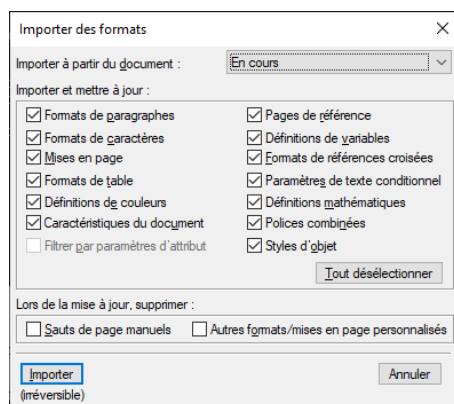 Importer des formats
Importer à partir du document :
En cours
Importer et mettre à jour :
Formats de paragraphes
Pages de référence
Formats de caractères
Définitions de variables
Mises en page
Formats de références croisées
Formats de table
Paramètres de texte conditionnel
Définitions de couleurs
Définitions mathématiques
Caractéristiques du document
Polices combinées
Filtrer par paramètres d'attribut
Styles d'objet
Tout désélectionner
Lors de la mise à jour, supprimer :
Sauts de page manuels
Autres formats/mises en page personnalisés
Importer
Annuler
(irréversible)